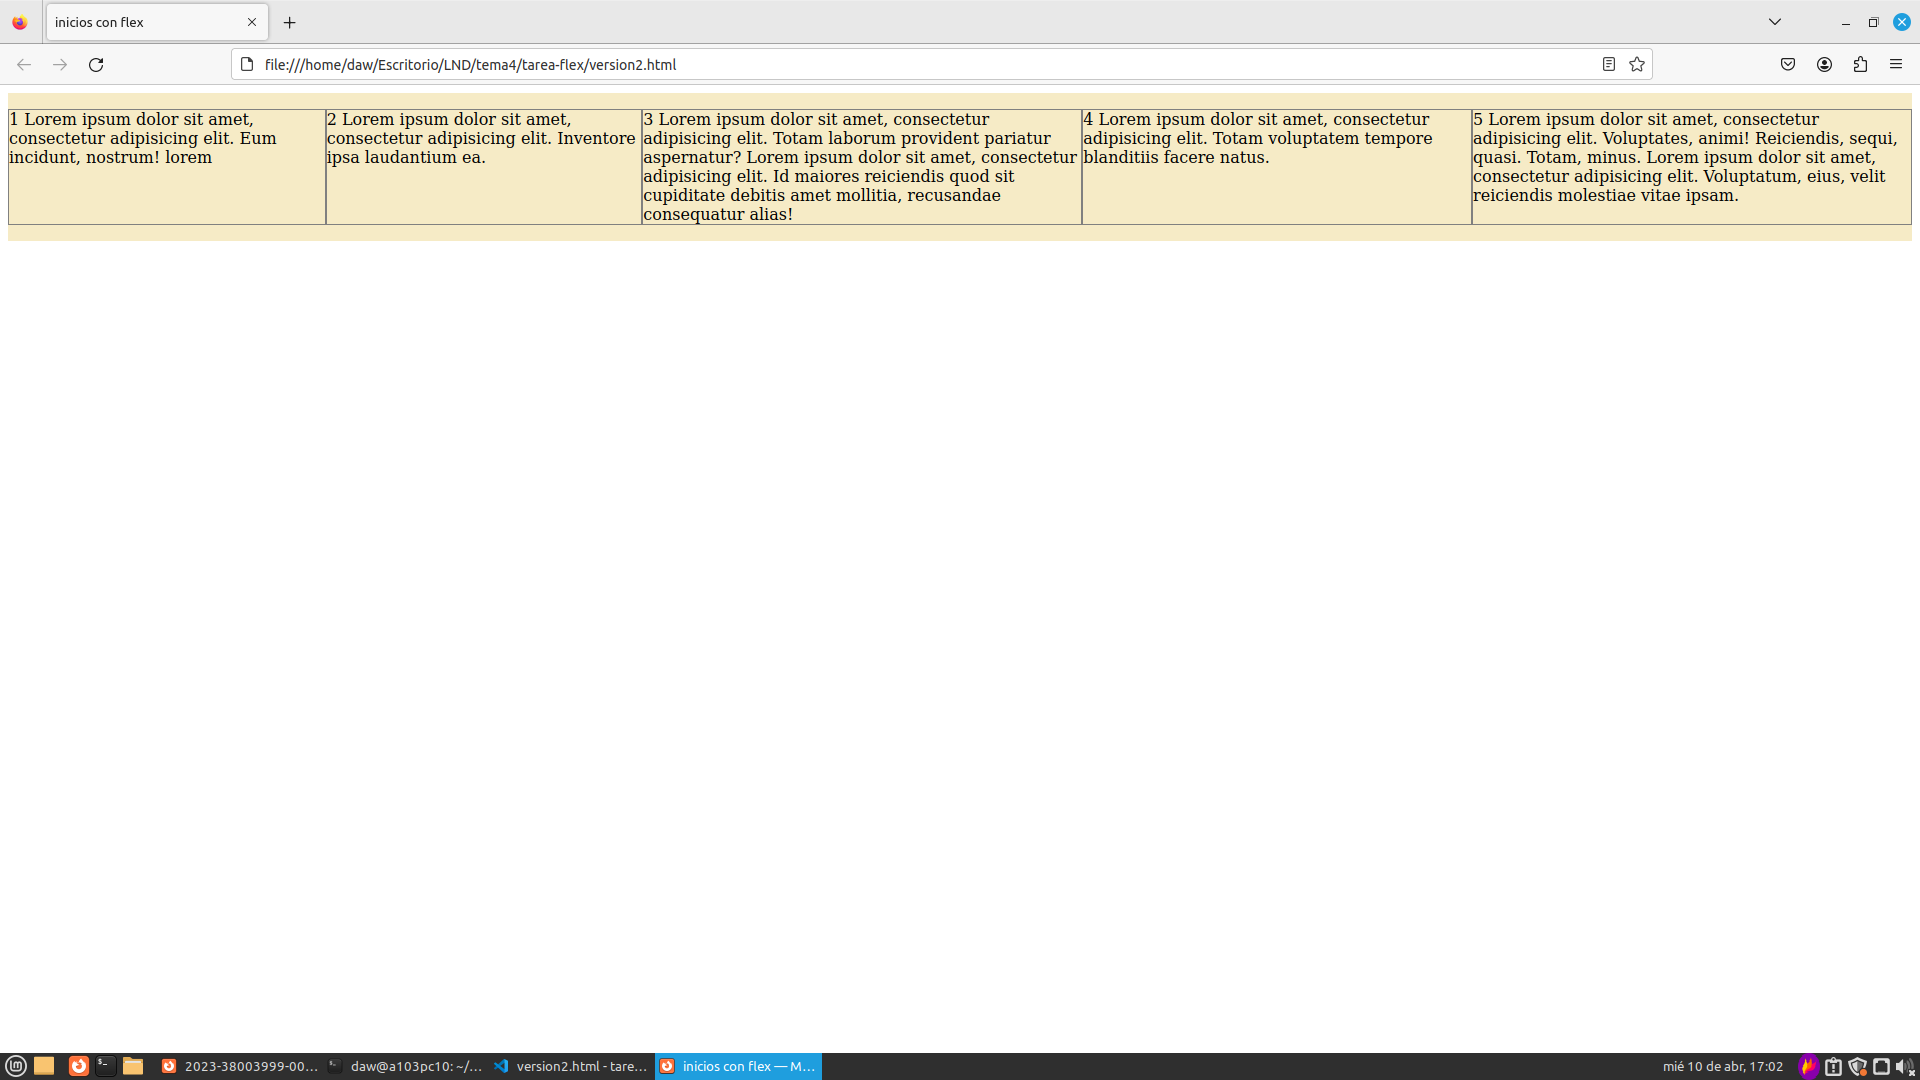 inicios con flex
file:///home/daw/Escritorio/LND/tema4/tarea-flex/version2.html
1 Lorem ipsum dolor sit amet,
consectetur adipisicing elit. Eum
incidunt, nostrum! lorem
2 Lorem ipsum dolor sit amet,
consectetur adipisicing elit. Inventore
ipsa laudantium ea.
3 Lorem ipsum dolor sit amet, consectetur
adipisicing elit. Totam laborum provident pariatur
aspernatur? Lorem ipsum dolor sit amet, consectetur
adipisicing elit. Id maiores reiciendis quod sit
cupiditate debitis amet mollitia, recusandae
consequatur alias!
4 Lorem ipsum dolor sit amet, consectetur
adipisicing elit. Totam voluptatem tempore
blanditiis facere natus.
5 Lorem ipsum dolor sit amet, consectetur
adipisicing elit. Voluptates, animi! Reiciendis, sequi,
quasi. Totam, minus. Lorem ipsum dolor sit amet,
consectetur adipisicing elit. Voluptatum, eius, velit
reiciendis molestiae vitae ipsam.
2023-38003999-00...
daw@a103pc10: ~/...
version2.html - tare...
inicios con flex — M...
mié 10 de abr, 17:02